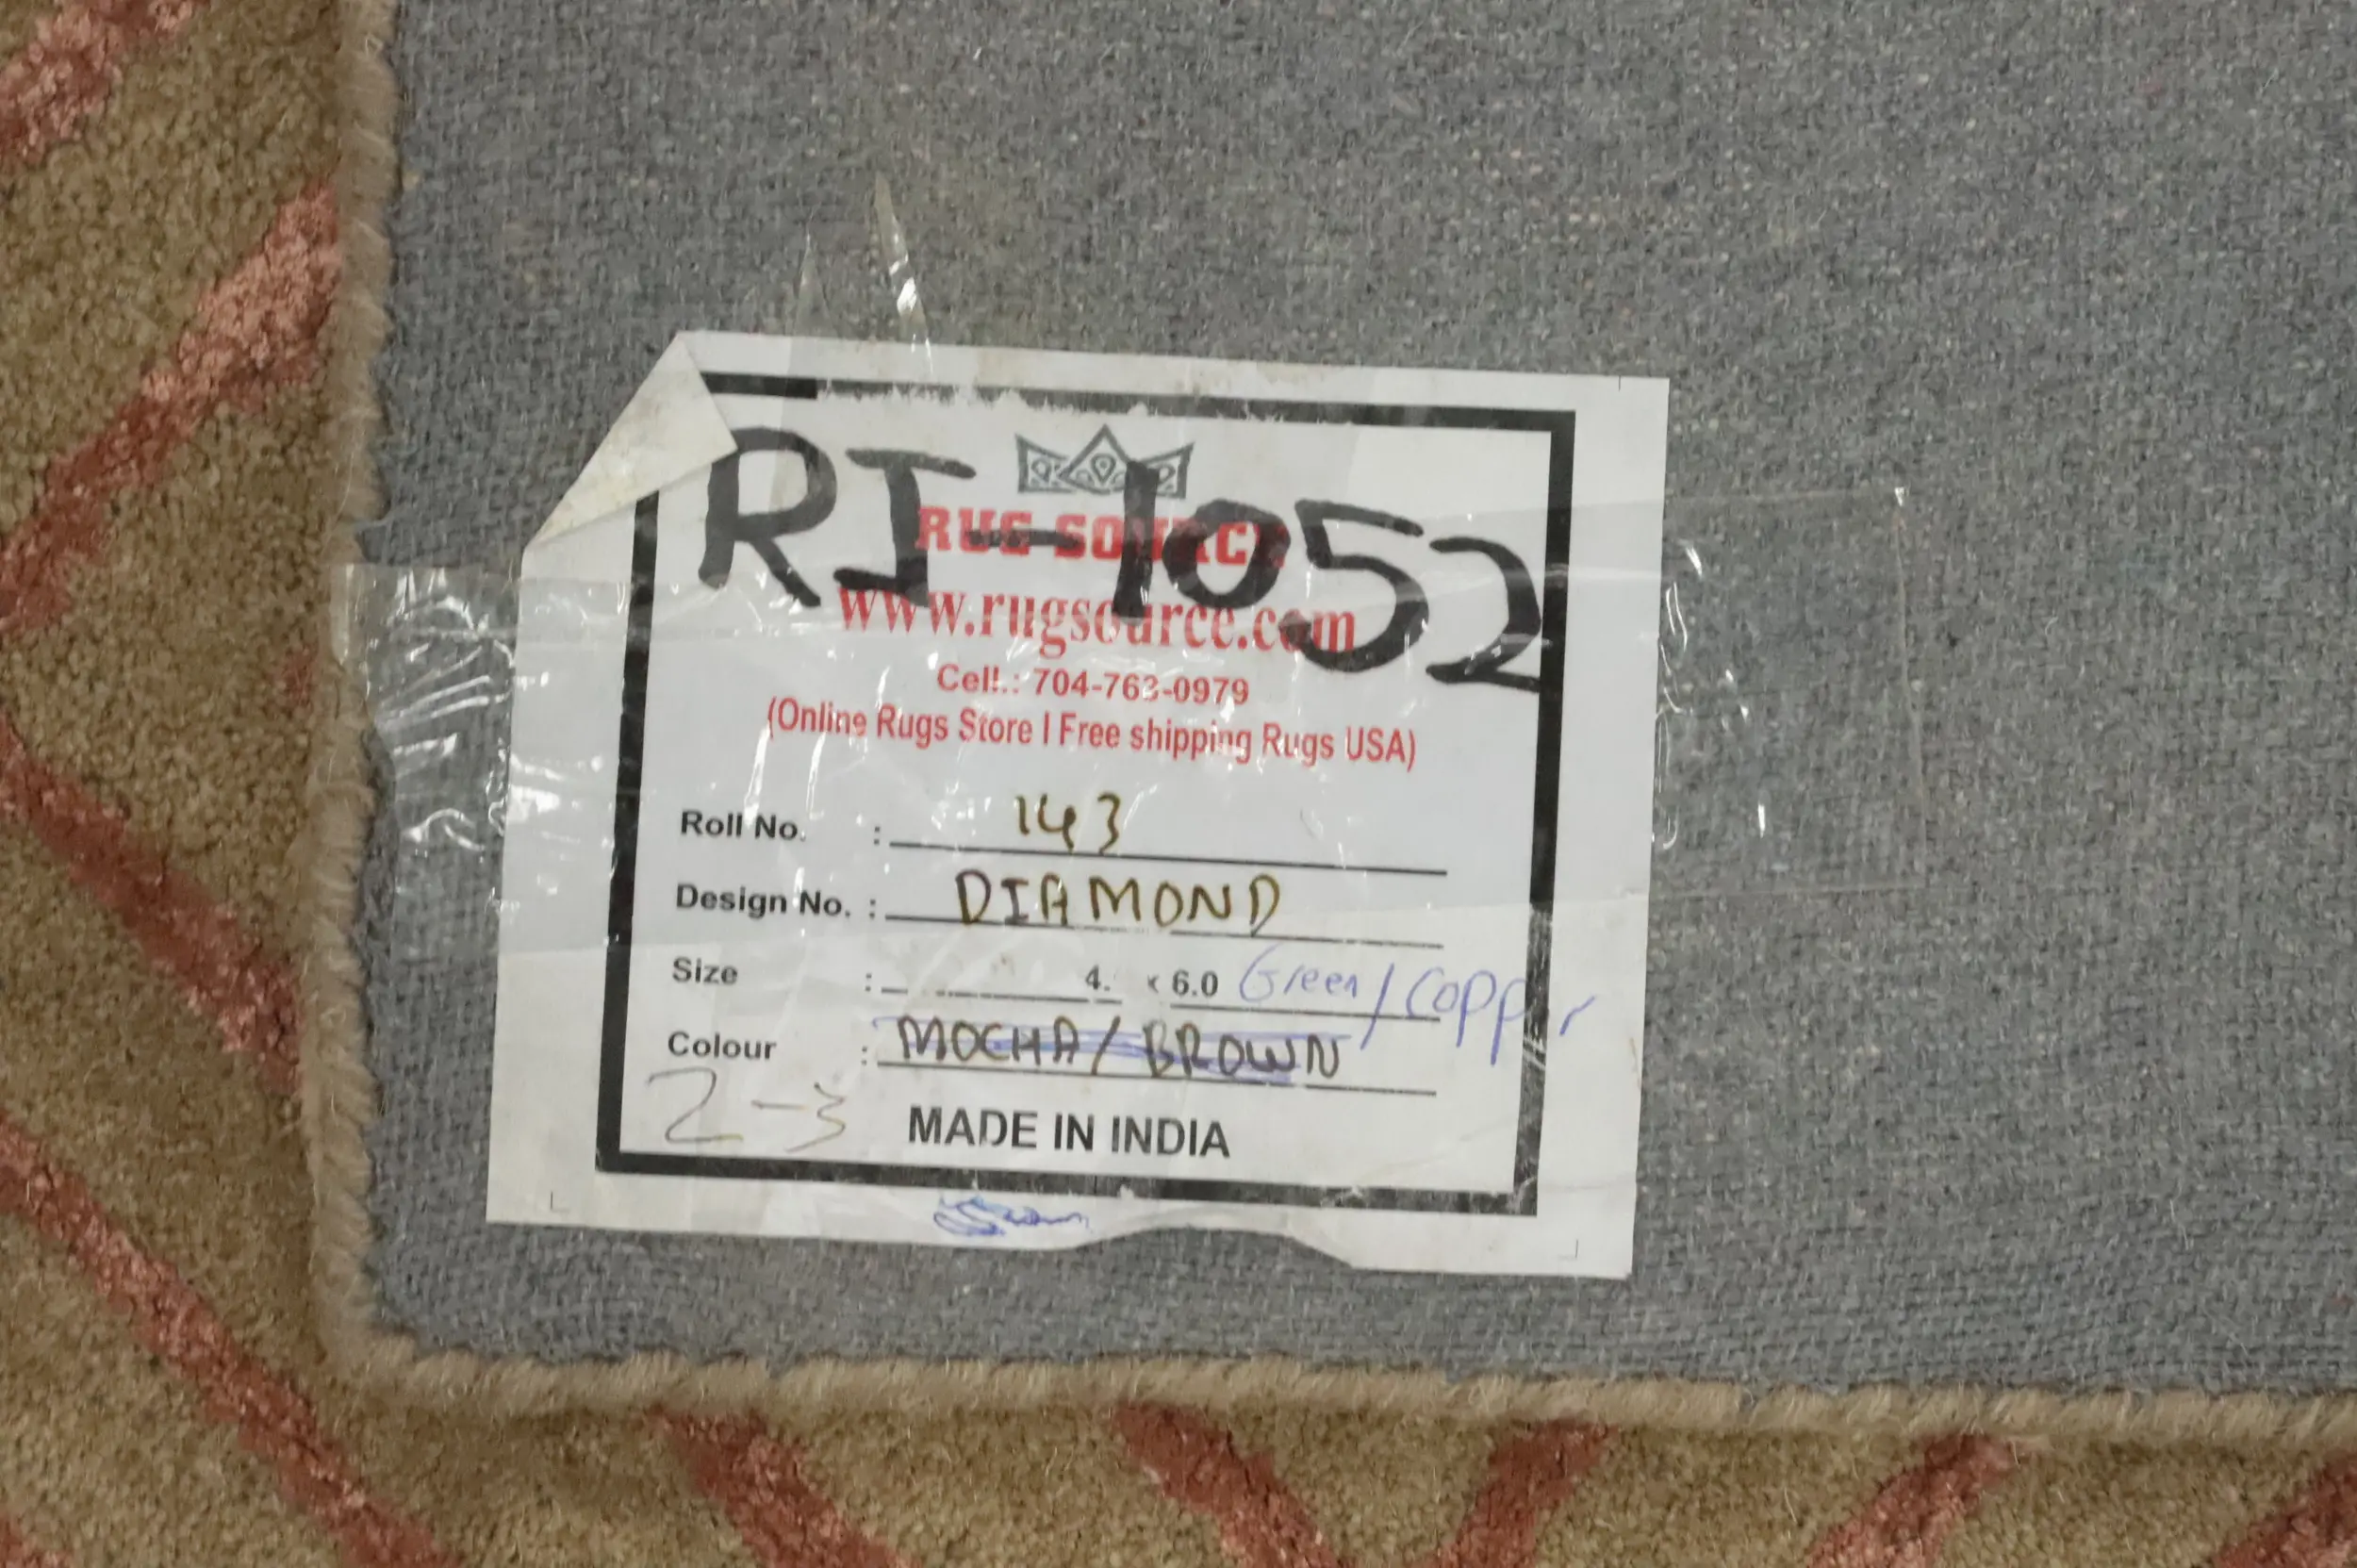 RI-1052
RUG SOURCE
www.rugsource.com
Cell.: 704-763-0979
(Online Rugs Store I Free shipping Rugs USA)
Roll No. : 143
Design No. : DIAMOND
Size : 4. x 6.0 Green/Copper
Colour : MOCHA/BROWN
2-3
MADE IN INDIA